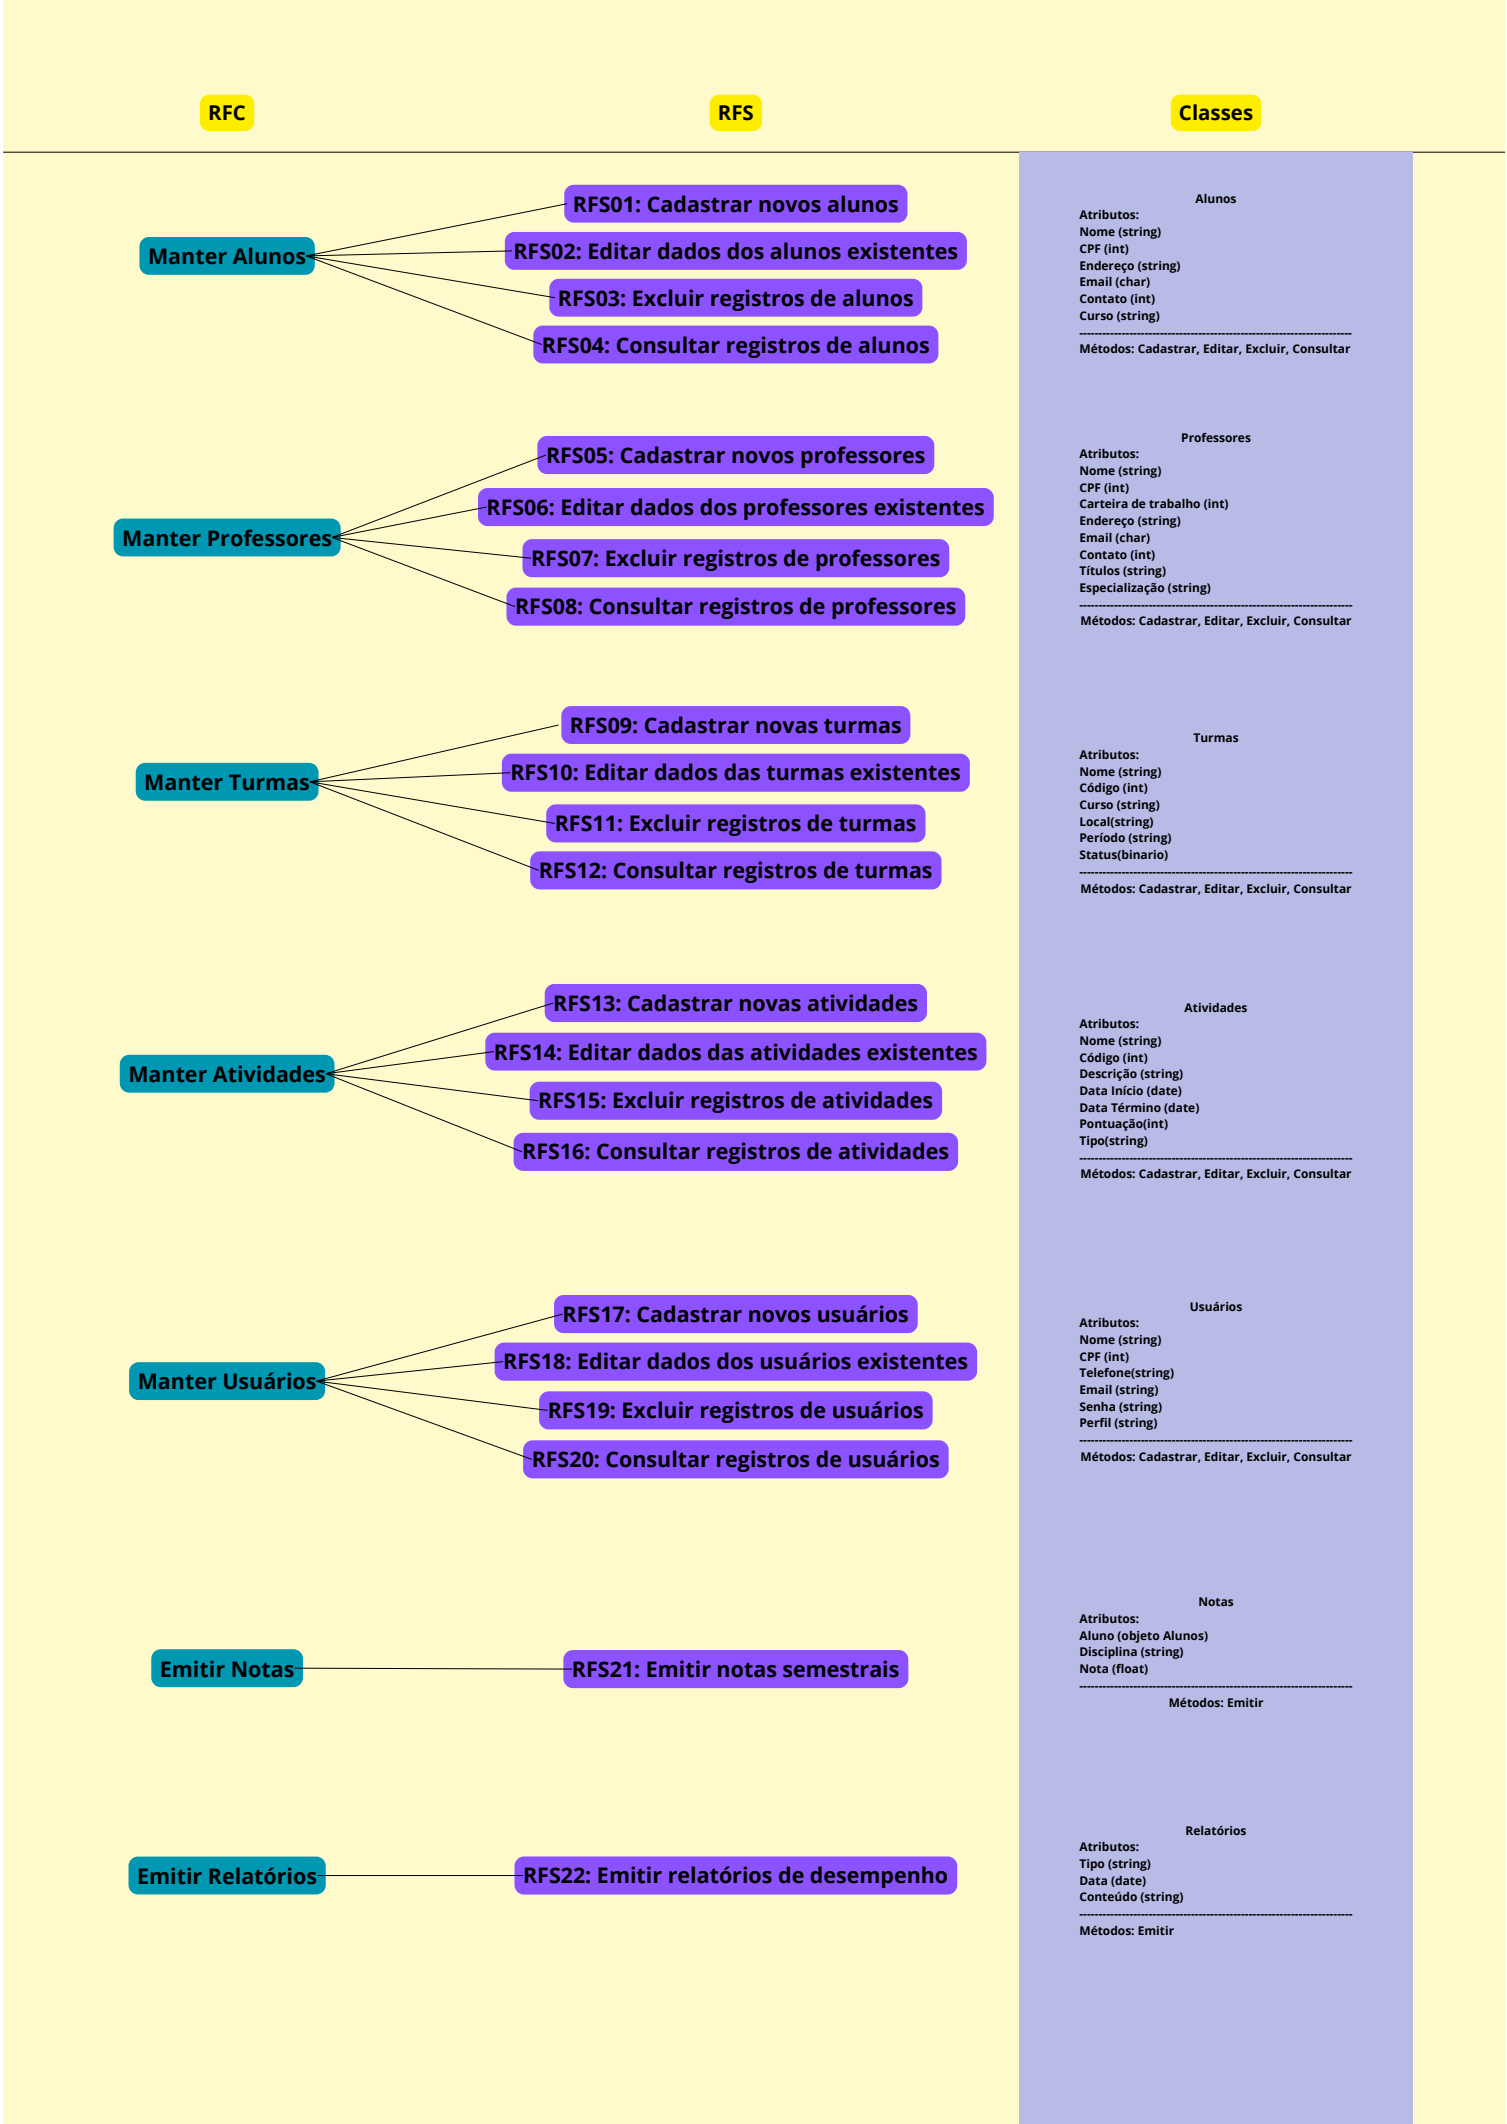 RFC
RFS
Classes
Manter Alunos
RFS01: Cadastrar novos alunos
RFS02: Editar dados dos alunos existentes
RFS03: Excluir registros de alunos
RFS04: Consultar registros de alunos
Alunos
Atributos:
Nome (string)
CPF (int)
Endereço (string)
Email (char)
Contato (int)
Curso (string)
-----------------------------------------------------------------------
Métodos: Cadastrar, Editar, Excluir, Consultar
Manter Professores
RFS05: Cadastrar novos professores
RFS06: Editar dados dos professores existentes
RFS07: Excluir registros de professores
RFS08: Consultar registros de professores
Professores
Atributos:
Nome (string)
CPF (int)
Carteira de trabalho (int)
Endereço (string)
Email (char)
Contato (int)
Títulos (string)
Especialização (string)
-----------------------------------------------------------------------
Métodos: Cadastrar, Editar, Excluir, Consultar
Manter Turmas
RFS09: Cadastrar novas turmas
RFS10: Editar dados das turmas existentes
RFS11: Excluir registros de turmas
RFS12: Consultar registros de turmas
Turmas
Atributos:
Nome (string)
Código (int)
Curso (string)
Local(string)
Período (string)
Status(binario)
-----------------------------------------------------------------------
Métodos: Cadastrar, Editar, Excluir, Consultar
Manter Atividades
RFS13: Cadastrar novas atividades
RFS14: Editar dados das atividades existentes
RFS15: Excluir registros de atividades
RFS16: Consultar registros de atividades
Atividades
Atributos:
Nome (string)
Código (int)
Descrição (string)
Data Início (date)
Data Término (date)
Pontuação(int)
Tipo(string)
-----------------------------------------------------------------------
Métodos: Cadastrar, Editar, Excluir, Consultar
Manter Usuários
RFS17: Cadastrar novos usuários
RFS18: Editar dados dos usuários existentes
RFS19: Excluir registros de usuários
RFS20: Consultar registros de usuários
Usuários
Atributos:
Nome (string)
CPF (int)
Telefone(string)
Email (string)
Senha (string)
Perfil (string)
-----------------------------------------------------------------------
Métodos: Cadastrar, Editar, Excluir, Consultar
Emitir Notas
RFS21: Emitir notas semestrais
Notas
Atributos:
Aluno (objeto Alunos)
Disciplina (string)
Nota (float)
-----------------------------------------------------------------------
Métodos: Emitir
Emitir Relatórios
RFS22: Emitir relatórios de desempenho
Relatórios
Atributos:
Tipo (string)
Data (date)
Conteúdo (string)
-----------------------------------------------------------------------
Métodos: Emitir